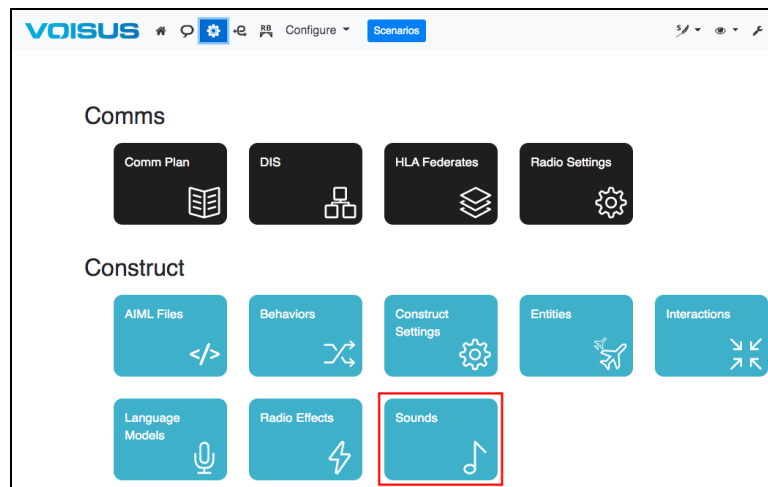 VOISUS RB Configure Scenarios
Comms
Comm Plan
DIS
HLA Federates
Radio Settings
Construct
AIML Files
Behaviors
Construct
Settings
Entities
Interactions
</>
Language
Models
Radio Effects
Sounds